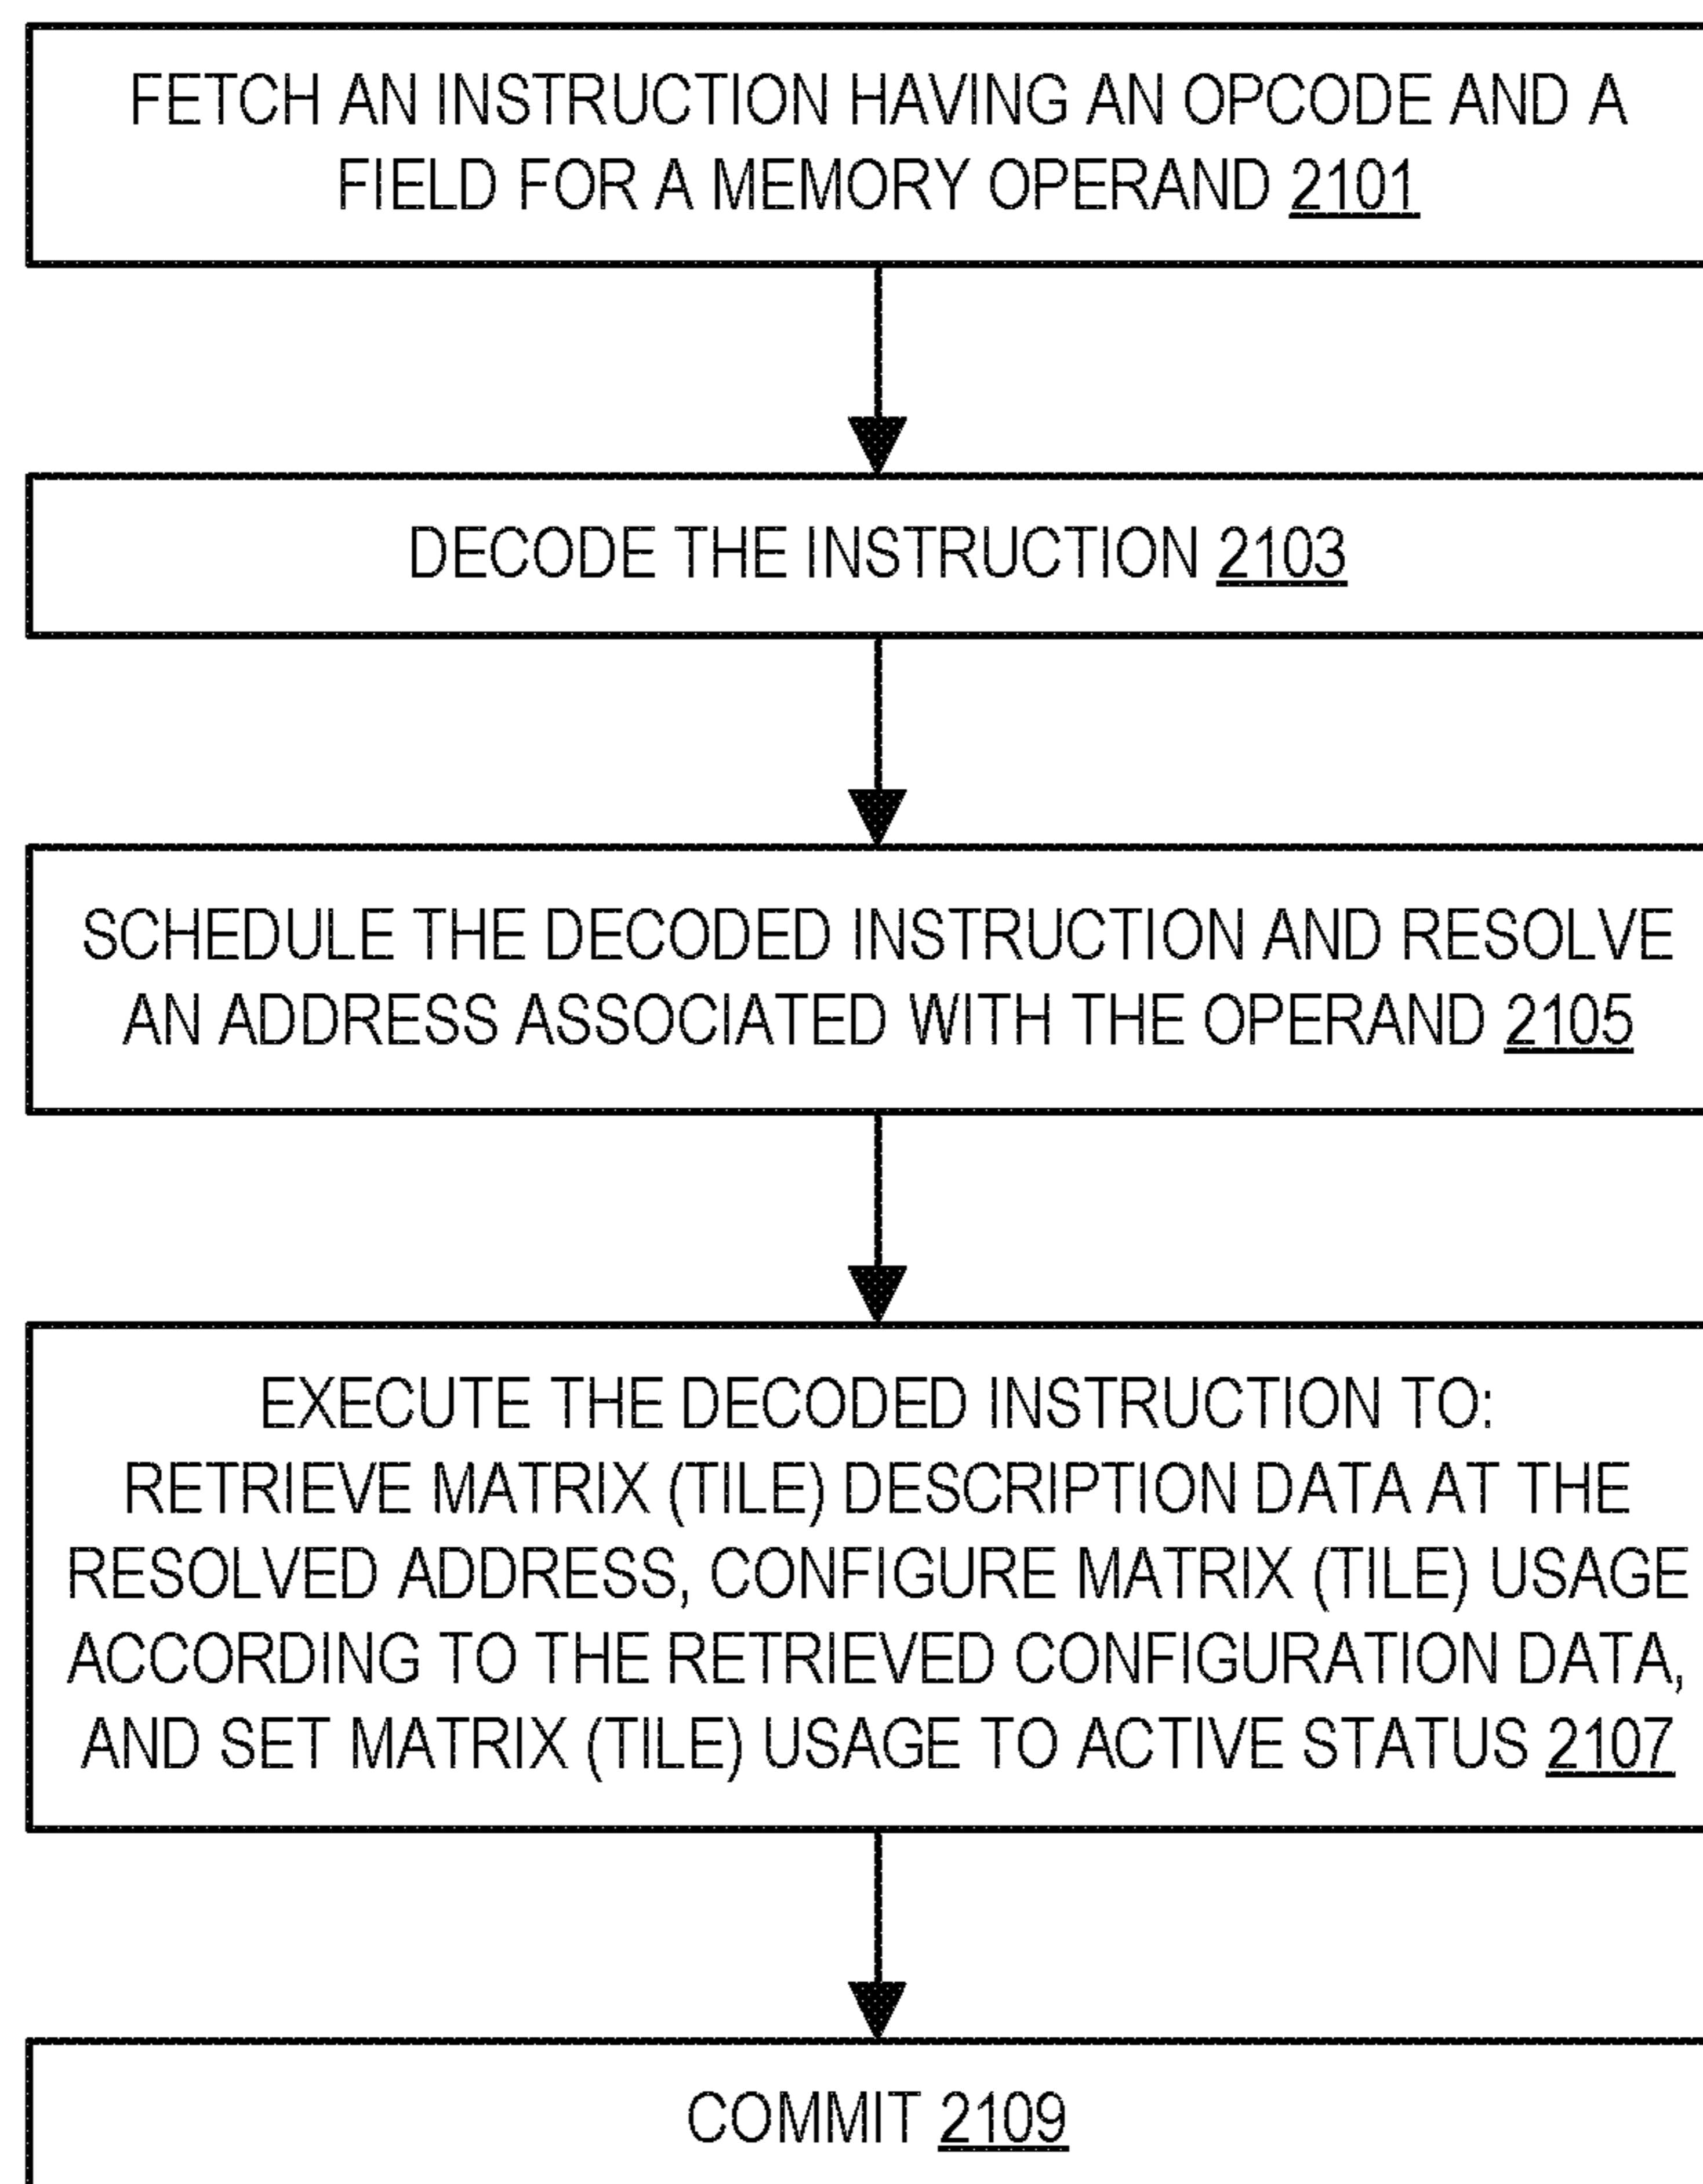 FETCH AN INSTRUCTION HAVING AN OPCODE AND A
FIELD FOR A MEMORY OPERAND 2101
DECODE THE INSTRUCTION 2103
SCHEDULE THE DECODED INSTRUCTION AND RESOLVE
AN ADDRESS ASSOCIATED WITH THE OPERAND 2105
EXECUTE THE DECODED INSTRUCTION TO:
RETRIEVE MATRIX (TILE) DESCRIPTION DATA AT THE
RESOLVED ADDRESS, CONFIGURE MATRIX (TILE) USAGE
ACCORDING TO THE RETRIEVED CONFIGURATION DATA,
AND SET MATRIX (TILE) USAGE TO ACTIVE STATUS 2107
COMMIT 2109